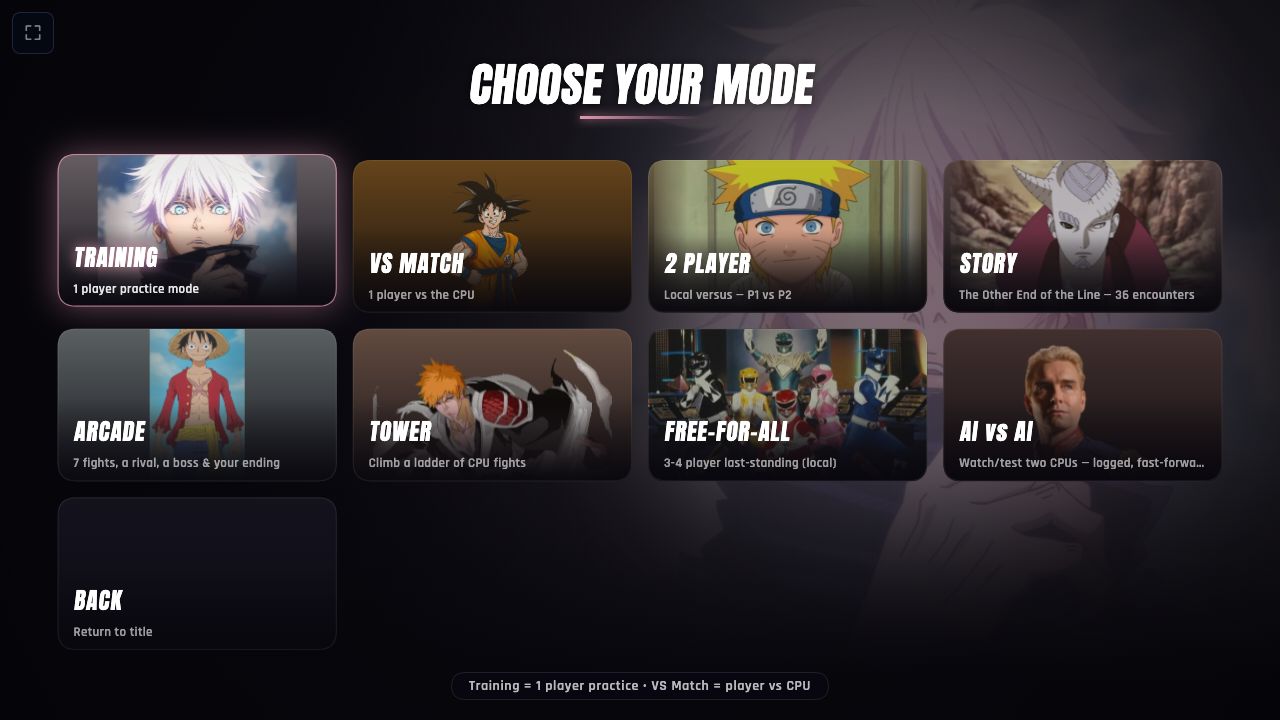 CHOOSE YOUR MODE
TRAINING
1 player practice mode
VS MATCH
1 player vs the CPU
2 PLAYER
Local versus – P1 vs P2
STORY
The Other End of the Line – 36 encounters
ARCADE
7 fights, a rival, a boss & your ending
TOWER
Climb a ladder of CPU fights
FREE-FOR-ALL
3-4 player last-standing (local)
AI vs AI
Watch/test two CPUs – logged, fast-forwa...
BACK
Return to title
Training = 1 player practice • VS Match = player vs CPU